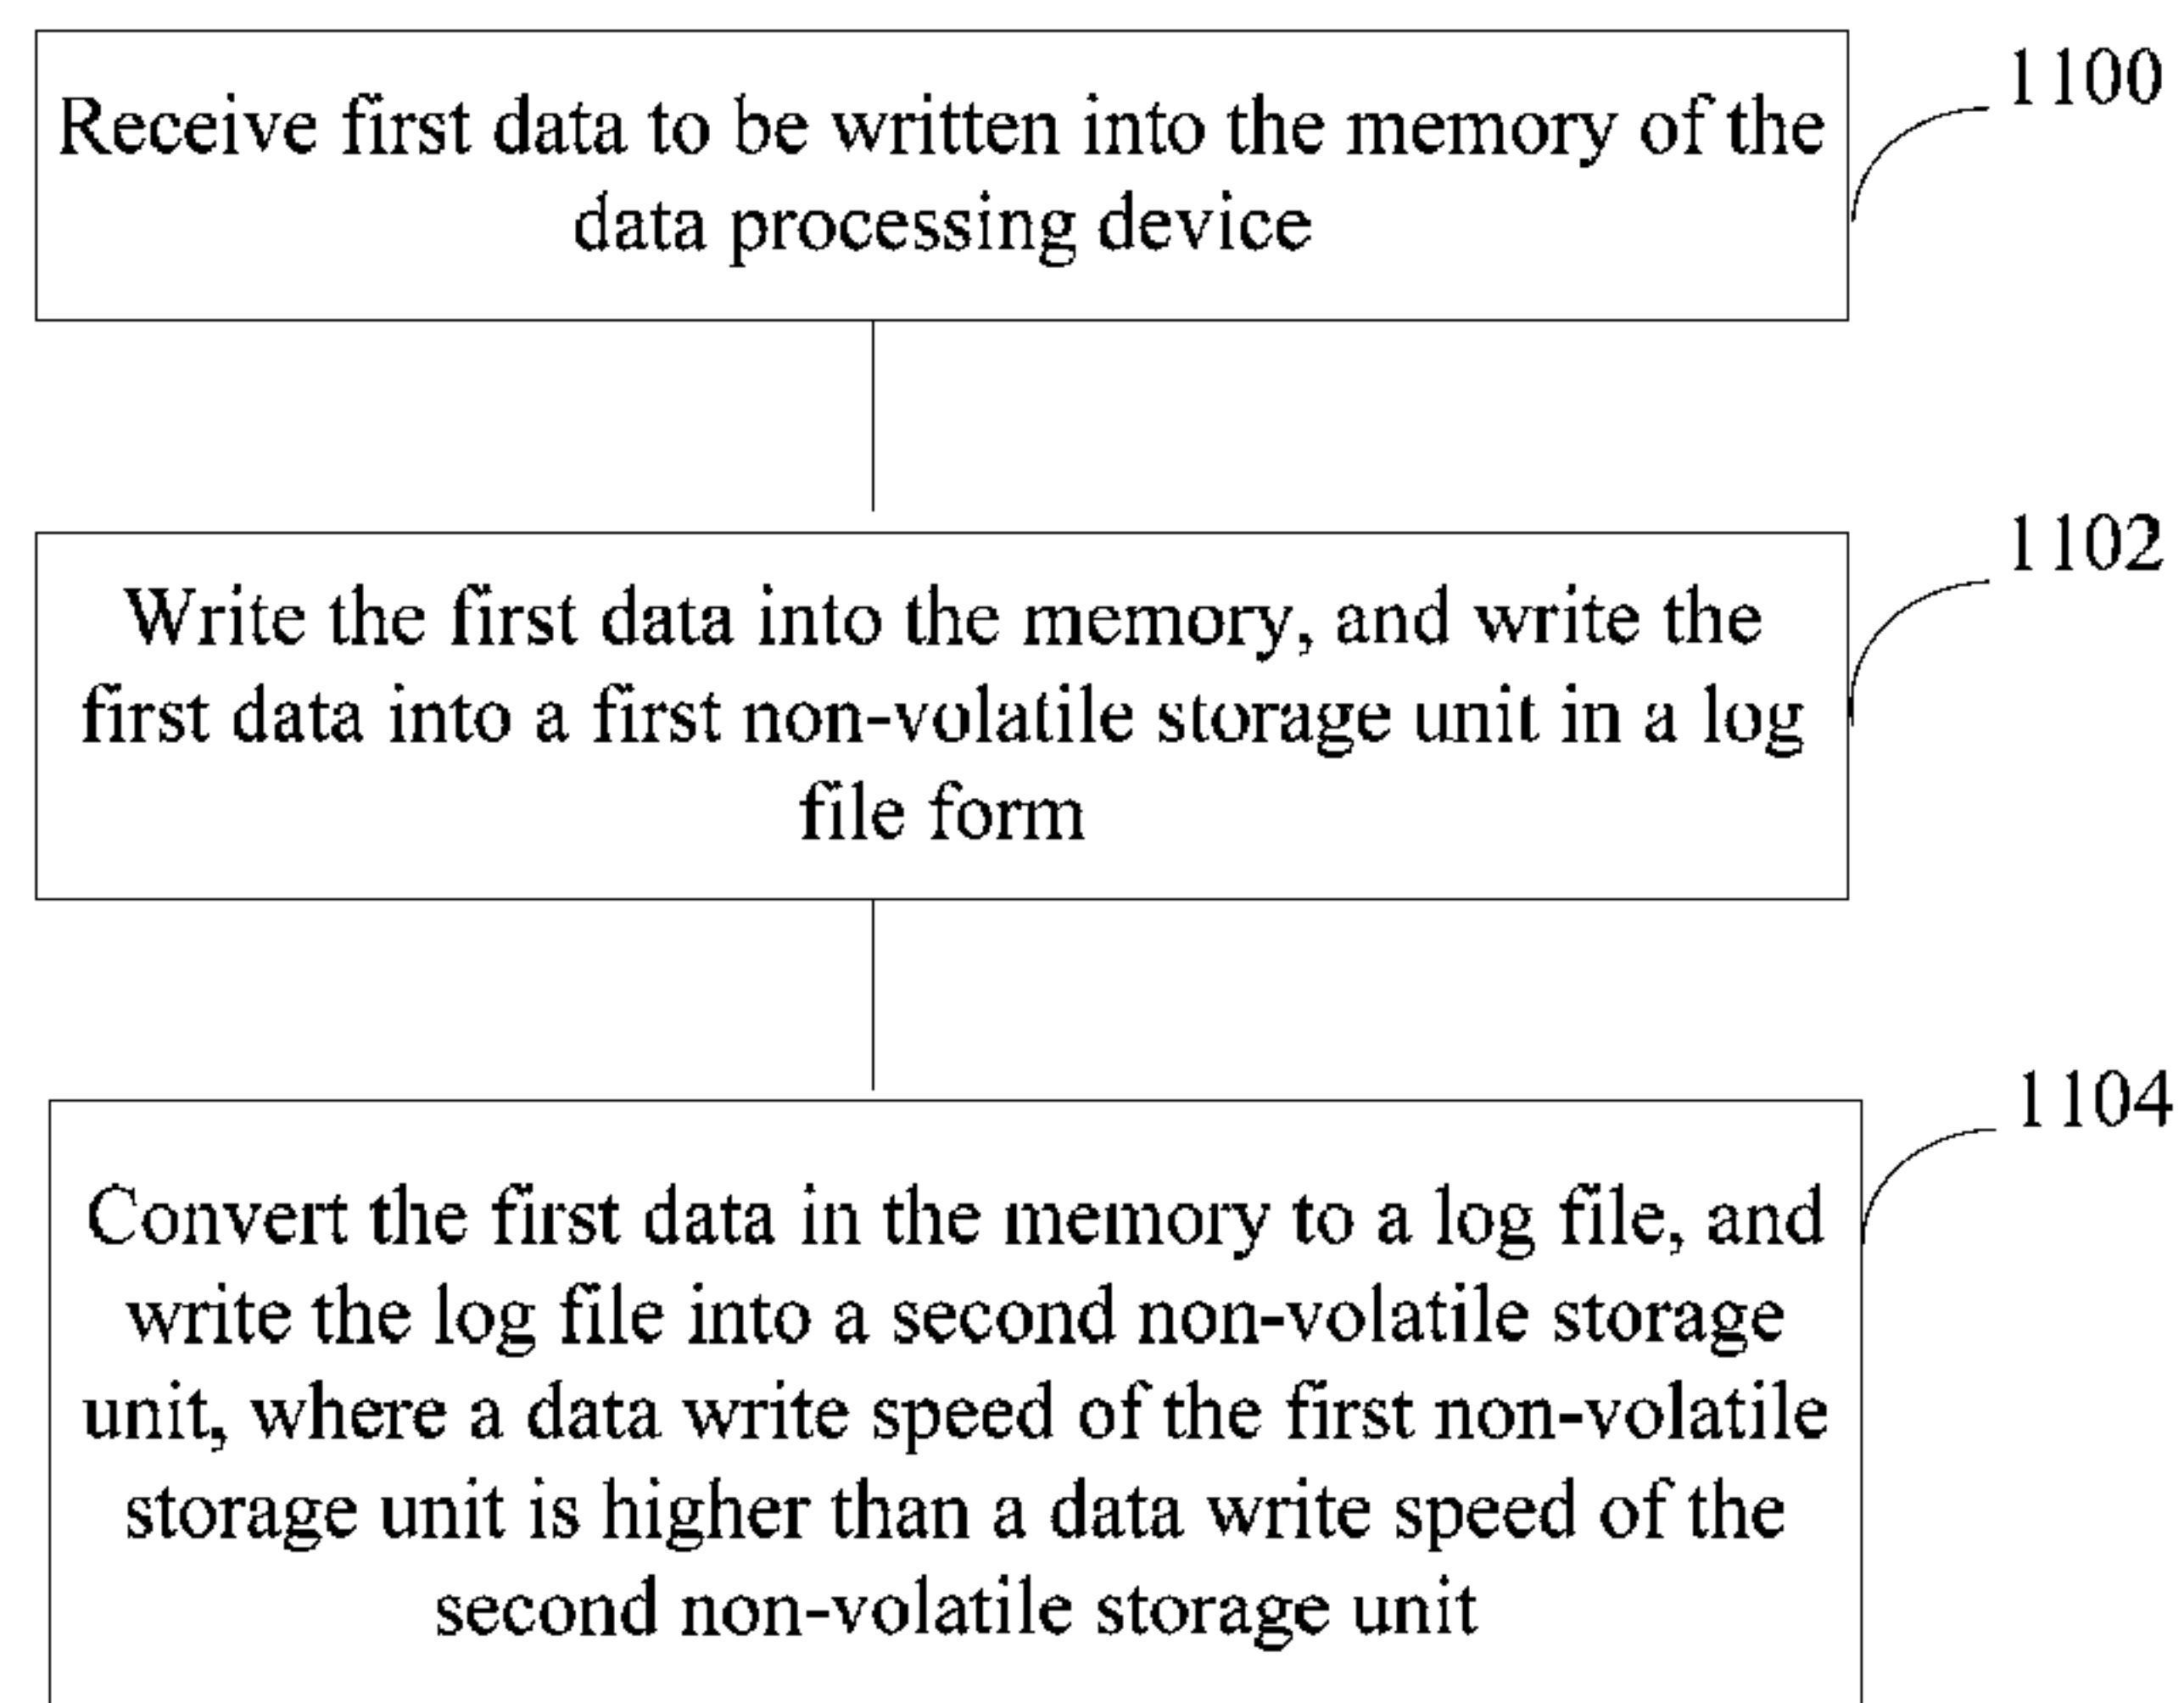 1100
Receive first data to be written into the memory of the
data processing device
1102
Write the first data into the memory, and write the
first data into a first non-volatile storage unit in a log
file form
1104
Convert the first data in the memory to a log file, and
write the log file into a second non-volatile storage
unit, where a data write speed of the first non-volatile
storage unit is higher than a data write speed of the
second non-volatile storage unit